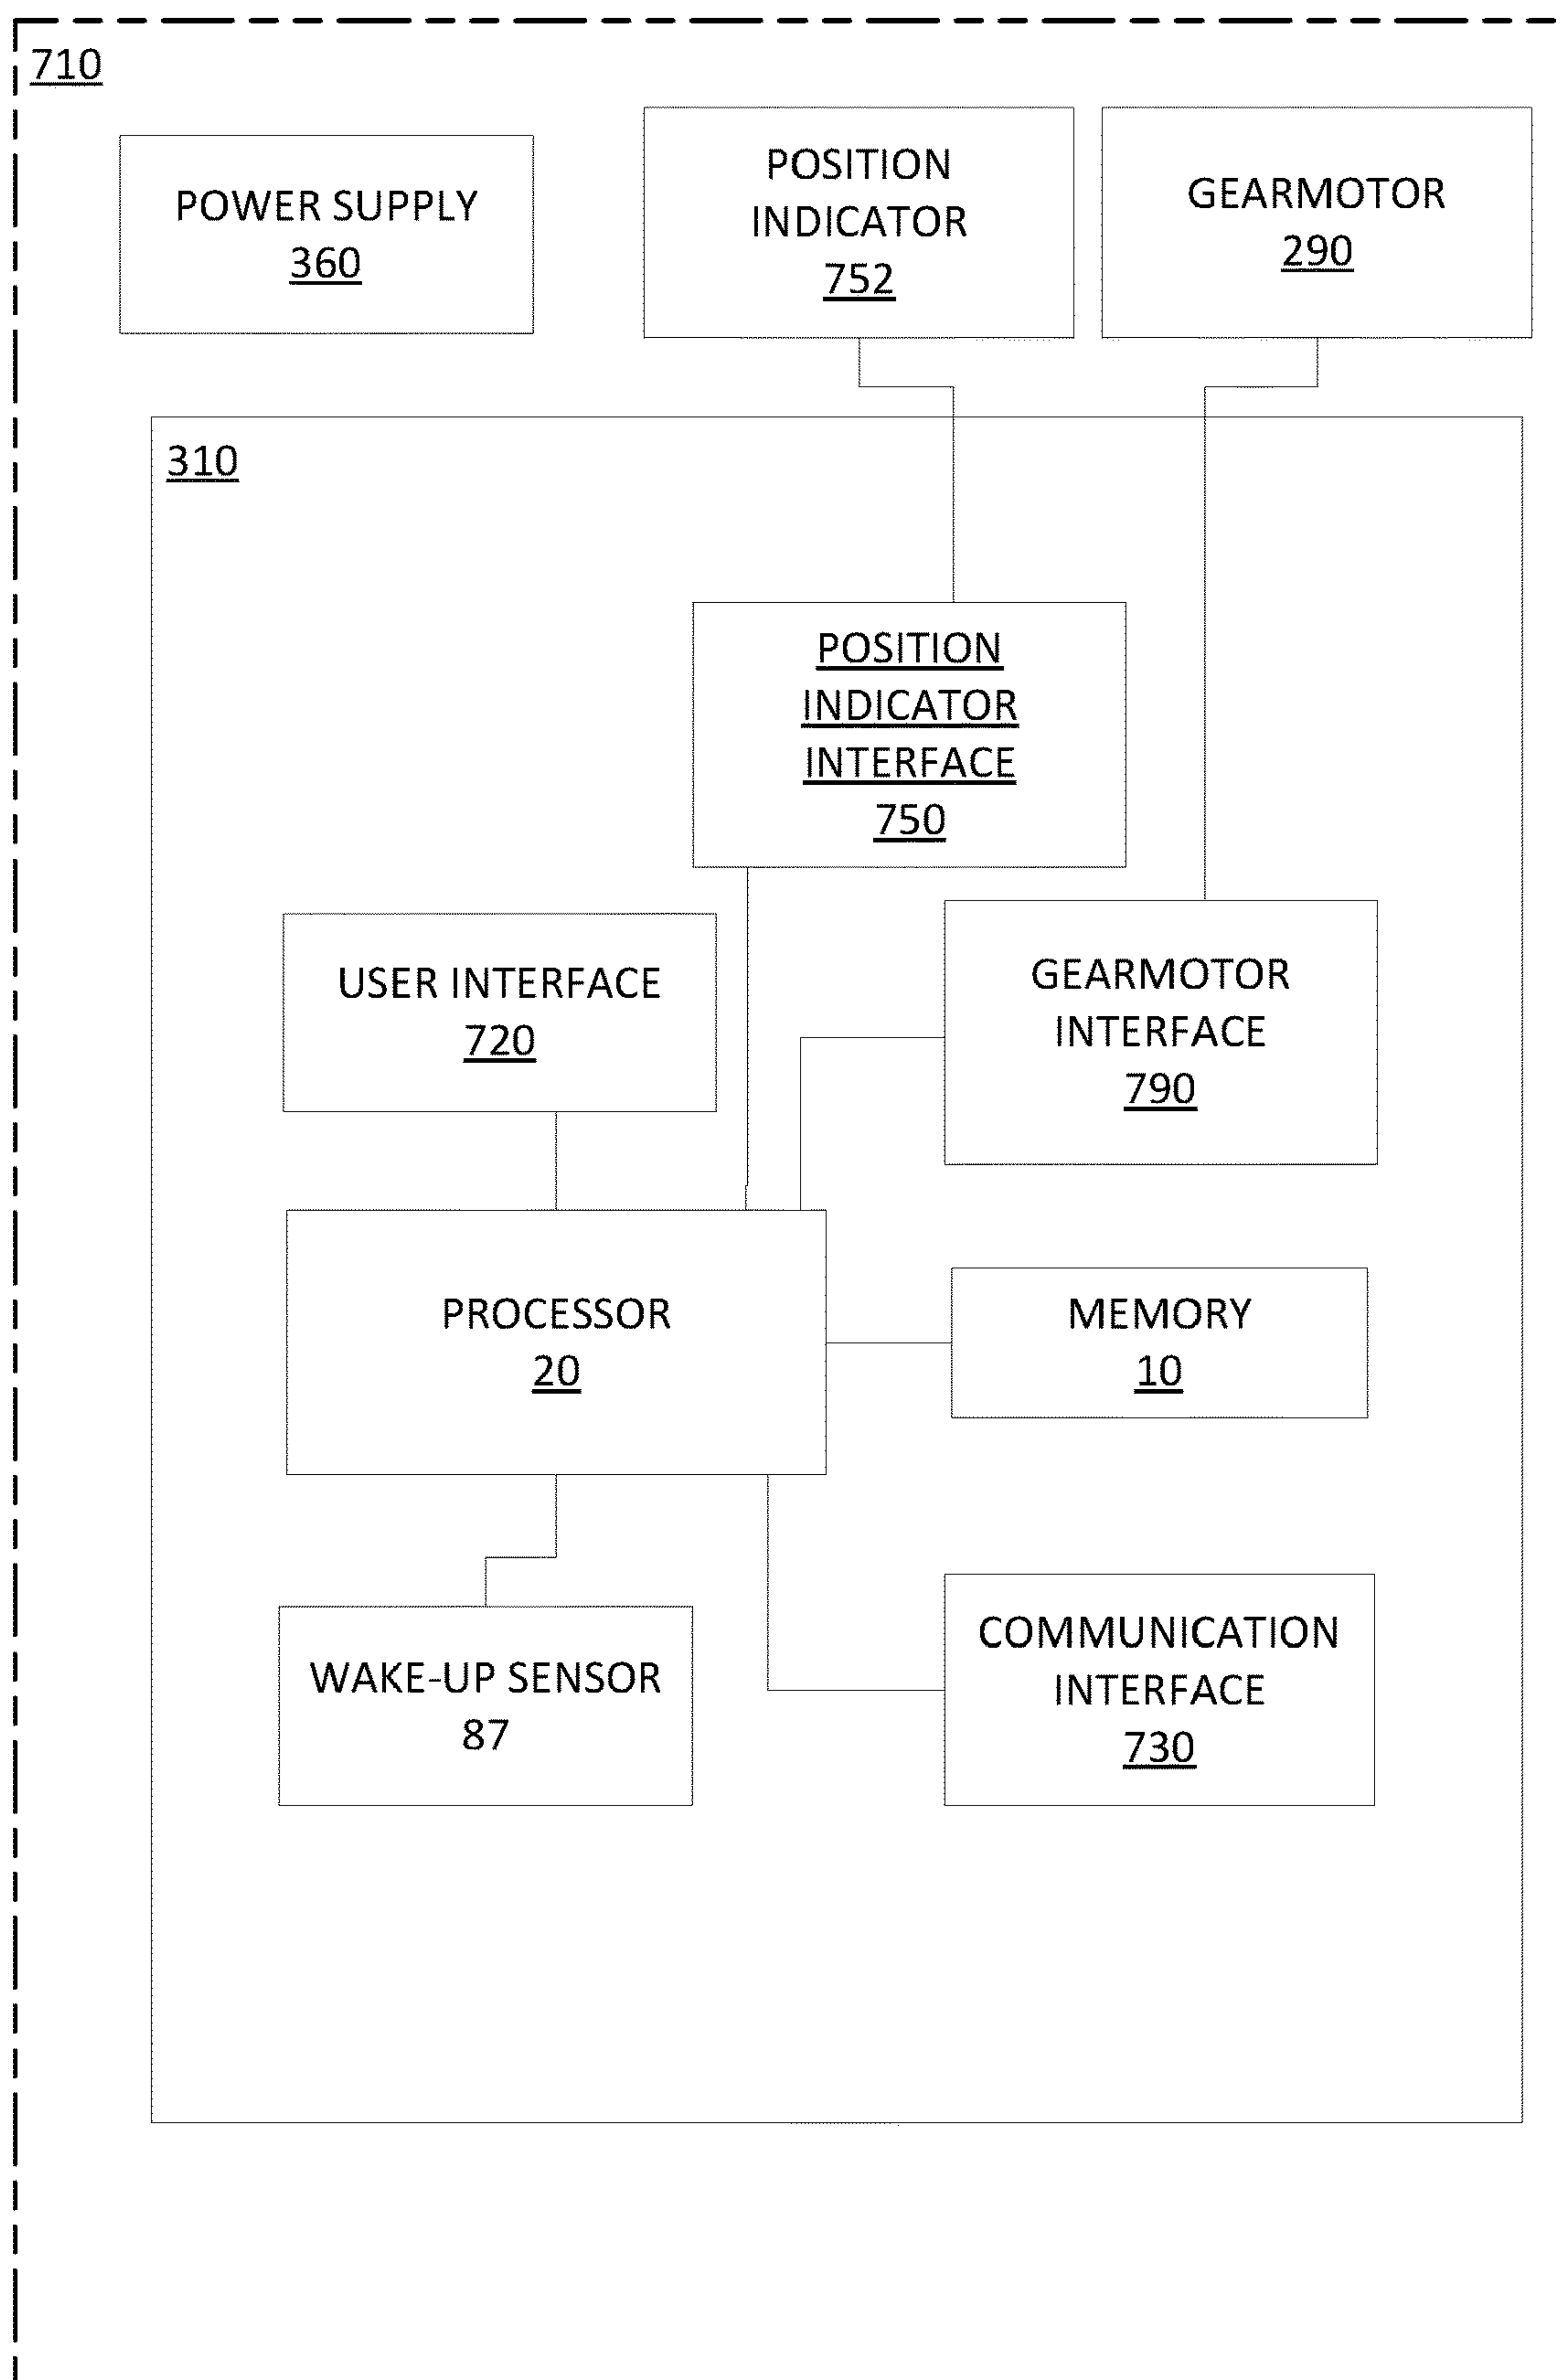 710
POWER SUPPLY
360
POSITION
INDICATOR
752
GEARMOTOR
290
310
POSITION
INDICATOR
INTERFACE
750
USER INTERFACE
720
GEARMOTOR
INTERFACE
790
PROCESSOR
20
MEMORY
10
WAKE-UP SENSOR
87
COMMUNICATION
INTERFACE
730